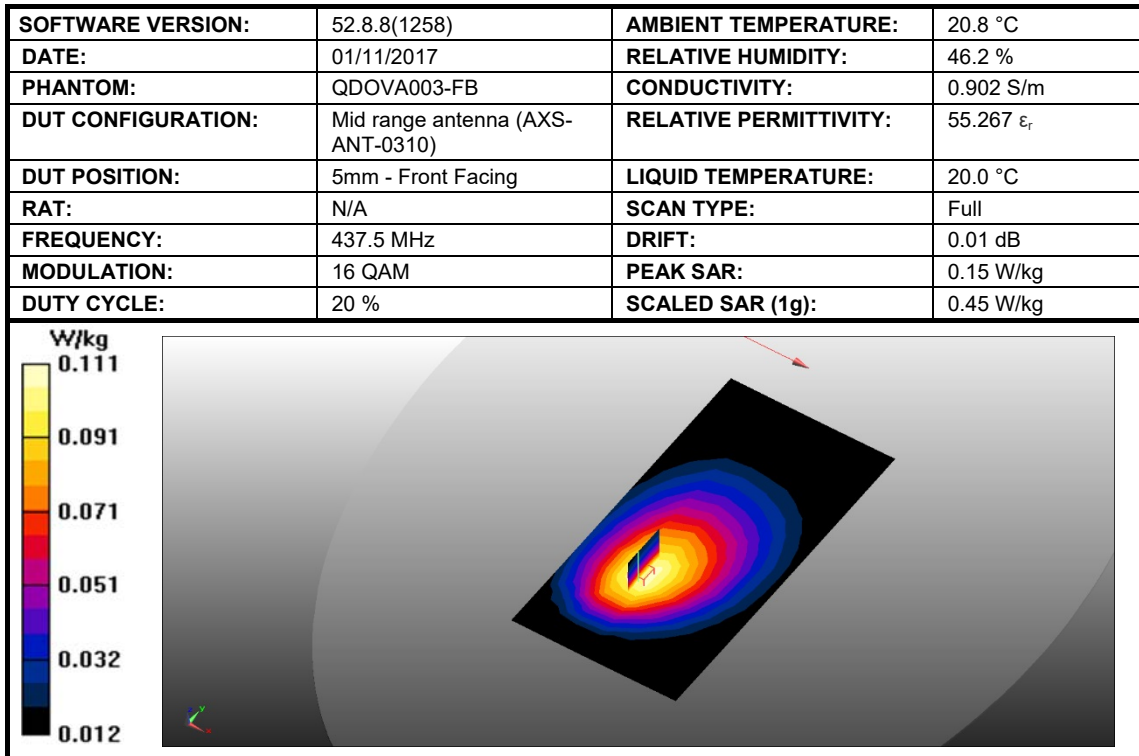 SOFTWARE VERSION: 52.8.8(1258) AMBIENT TEMPERATURE: 20.8 °C
DATE: 01/11/2017 RELATIVE HUMIDITY: 46.2 %
PHANTOM: QDOVA003-FB CONDUCTIVITY: 0.902 S/m
DUT CONFIGURATION: Mid range antenna (AXS- RELATIVE PERMITTIVITY: 55.267 εr
ANT-0310)
DUT POSITION: 5mm - Front Facing LIQUID TEMPERATURE: 20.0 °C
RAT: N/A SCAN TYPE: Full
FREQUENCY: 437.5 MHz DRIFT: 0.01 dB
MODULATION: 16 QAM PEAK SAR: 0.15 W/kg
DUTY CYCLE: 20 % SCALED SAR (1g): 0.45 W/kg
W/kg
0.111
0.091
0.071
0.051
0.032
0.012
z y
x